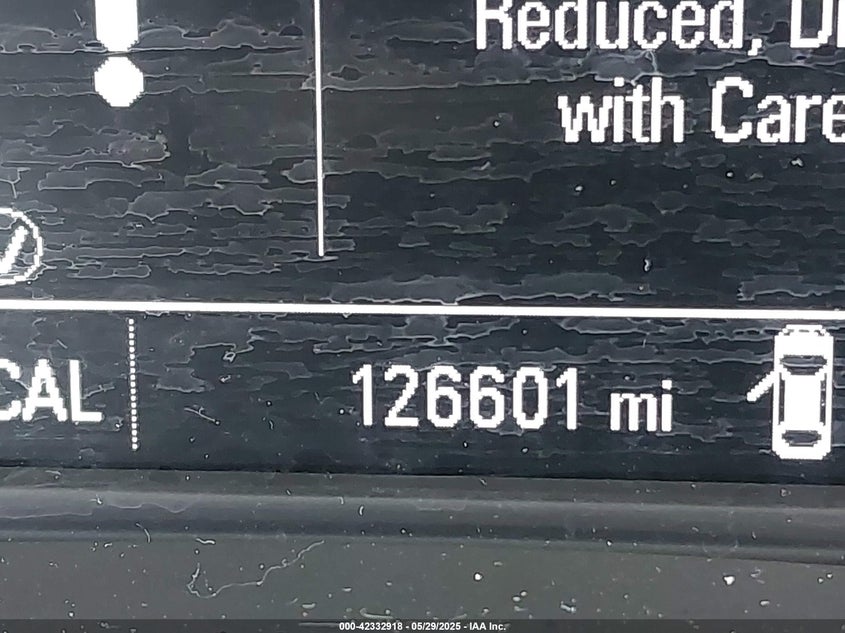 Reduced,
with Care
CAL
126601 mi
000-42332918 - 05/29/2025 - IAA Inc.